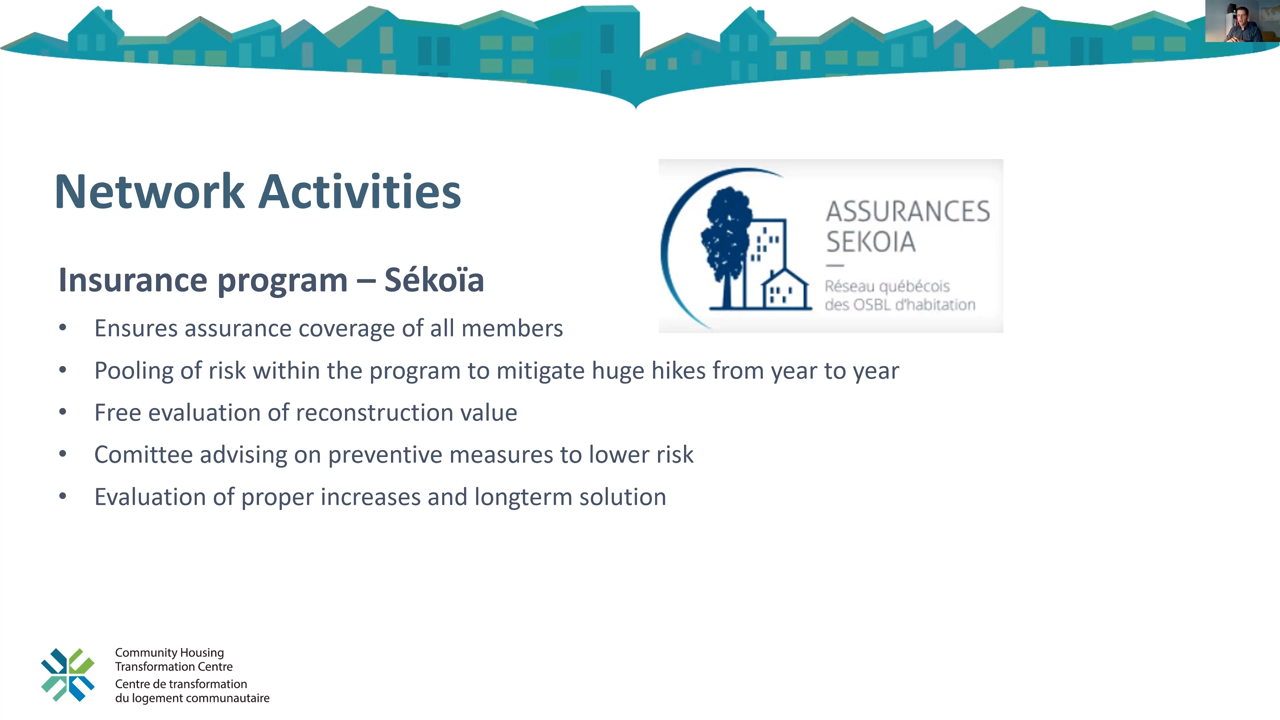 Network Activities
ASSURANCES
SEKOIA
Réseau québécois
des OSBL d'habitation
Insurance program – Sékoïa
• Ensures assurance coverage of all members
• Pooling of risk within the program to mitigate huge hikes from year to year
• Free evaluation of reconstruction value
• Comittee advising on preventive measures to lower risk
• Evaluation of proper increases and longterm solution
Community Housing
Transformation Centre
Centre de transformation
du logement communautaire